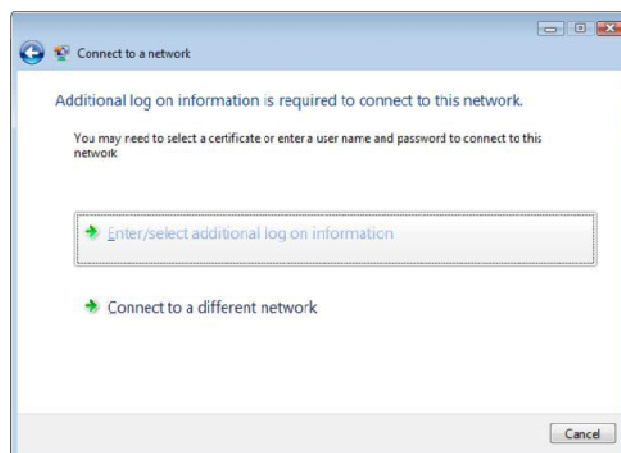 Connect to a network
Additional log on information is required to connect to this network.
You may need to select a certificate or enter a user name and password to connect to this
network
Enter/select additional log on information
Connect to a different network
Cancel